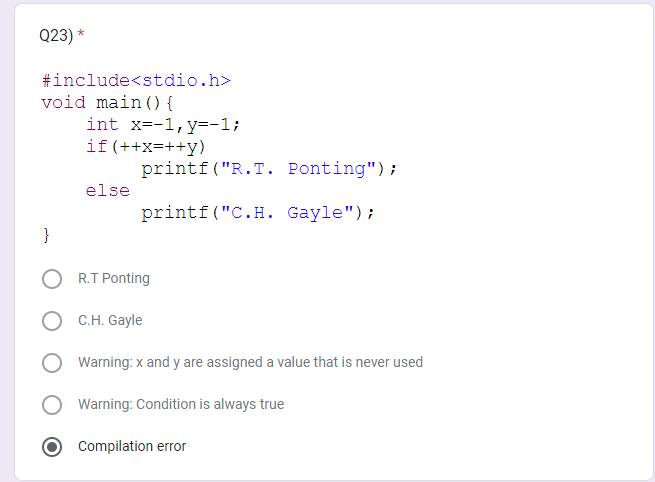 Q23) *
#include<stdio.h>
void main(){
int x=-1,y=-1;
if(++x=++y)
printf("R.T. Ponting");
else
printf("C.H. Gayle");
}
R.T Ponting
C.H. Gayle
Warning: x and y are assigned a value that is never used
Warning: Condition is always true
Compilation error